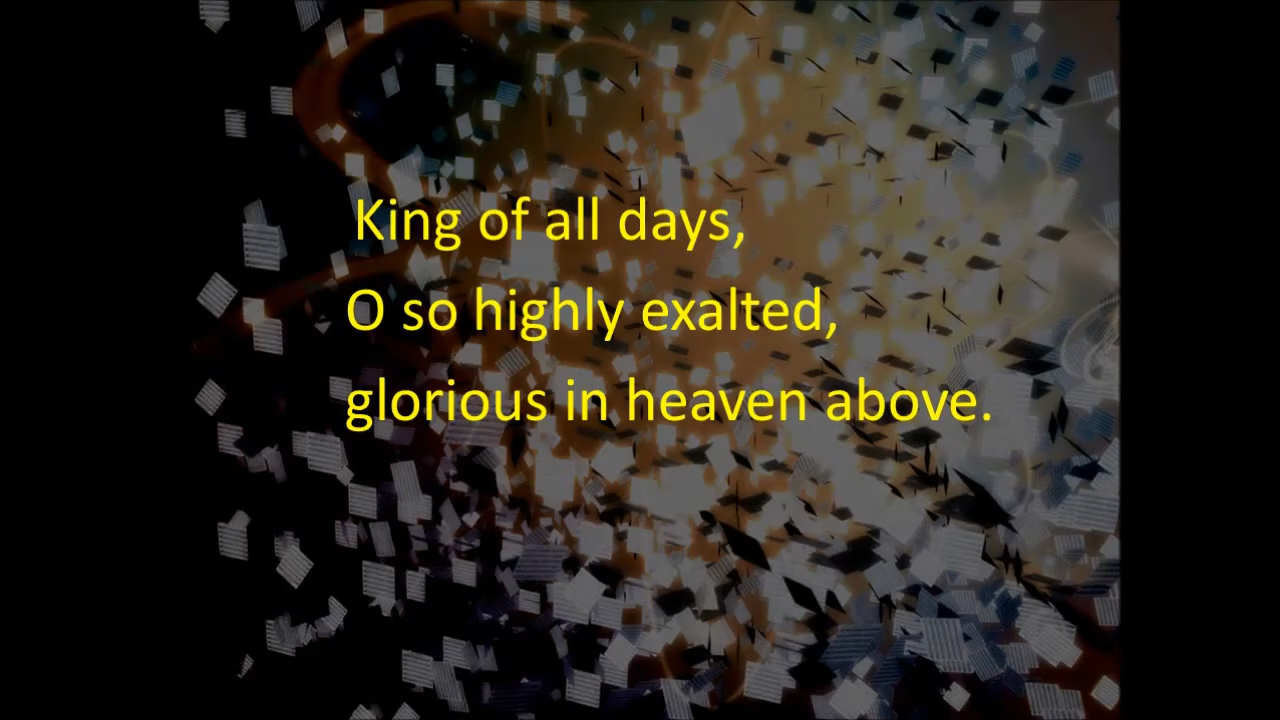 King of all days,
O so highly exalted,
glorious in heaven above.